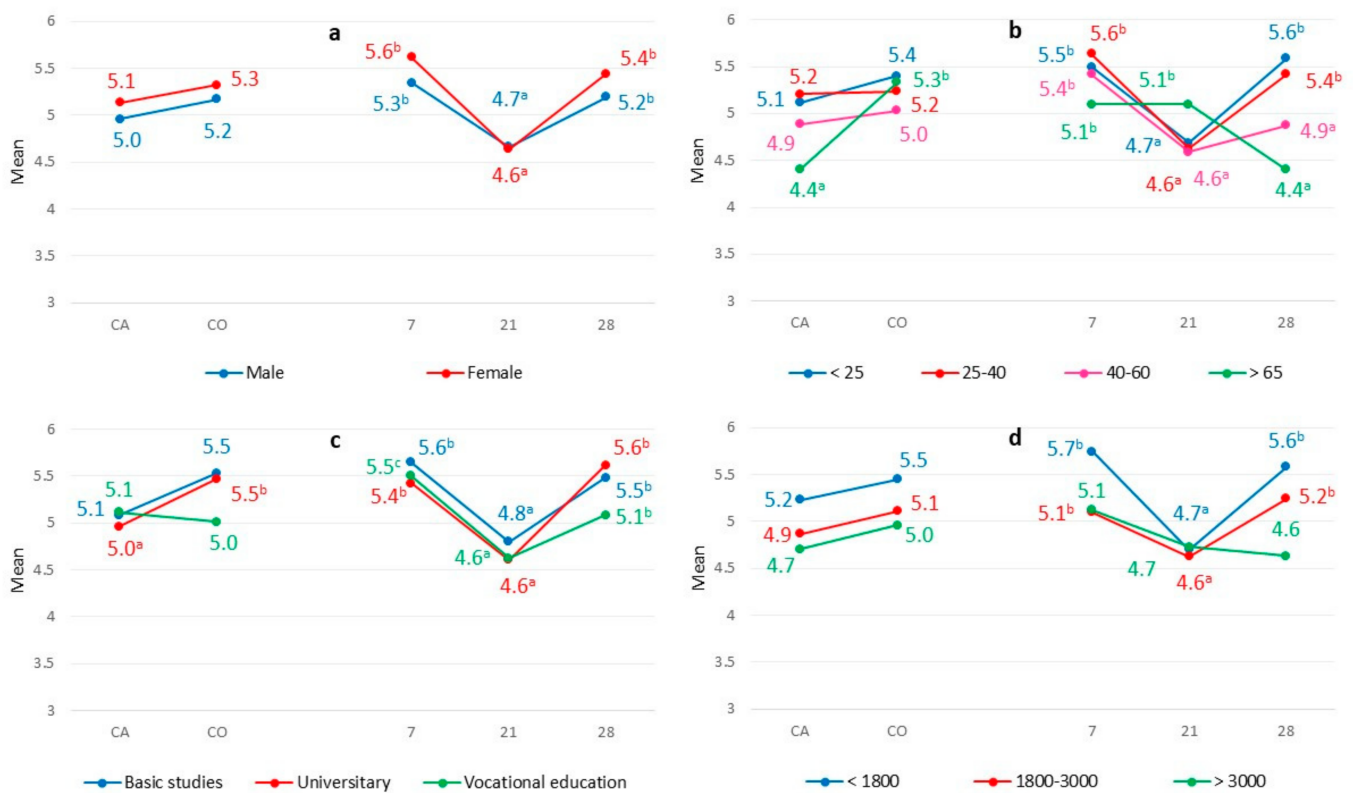 a
Mean
6
5.5
5
4.5
4
3.5
3
5.1
5.3
5.0
5.2
5.6ᵇ
5.3ᵇ
4.7ᵃ
4.6ᵃ
5.4ᵇ
5.2ᵇ
CA CO 7 21 28
Male Female
b
Mean
6
5.5
5
4.5
4
3.5
3
5.2
5.1
4.9
4.4ᵃ
5.4
5.3ᵇ
5.2
5.0
5.6ᵇ
5.5ᵇ
5.4ᵇ
5.1ᵇ
5.1ᵇ
4.7ᵃ
4.6ᵃ
4.6ᵃ
5.6ᵇ
5.4ᵇ
4.9ᵃ
4.4ᵃ
CA CO 7 21 28
< 25 25-40 40-60 > 65
c
Mean
6
5.5
5
4.5
4
3.5
3
5.1
5.1
5.0ᵃ
5.5
5.5ᵇ
5.0
5.6ᵇ
5.5ᶜ
5.4ᵇ
4.8ᵃ
4.6ᵃ
4.6ᵃ
5.6ᵇ
5.5ᵇ
5.1ᵇ
CA CO 7 21 28
Basic studies Universitary Vocational education
d
Mean
6
5.5
5
4.5
4
3.5
3
5.2
4.9
4.7
5.5
5.1
5.0
5.7ᵇ
5.1
5.1ᵇ
4.7ᵃ
4.7
4.6ᵃ
5.6ᵇ
5.2ᵇ
4.6
CA CO 7 21 28
< 1800 1800-3000 > 3000